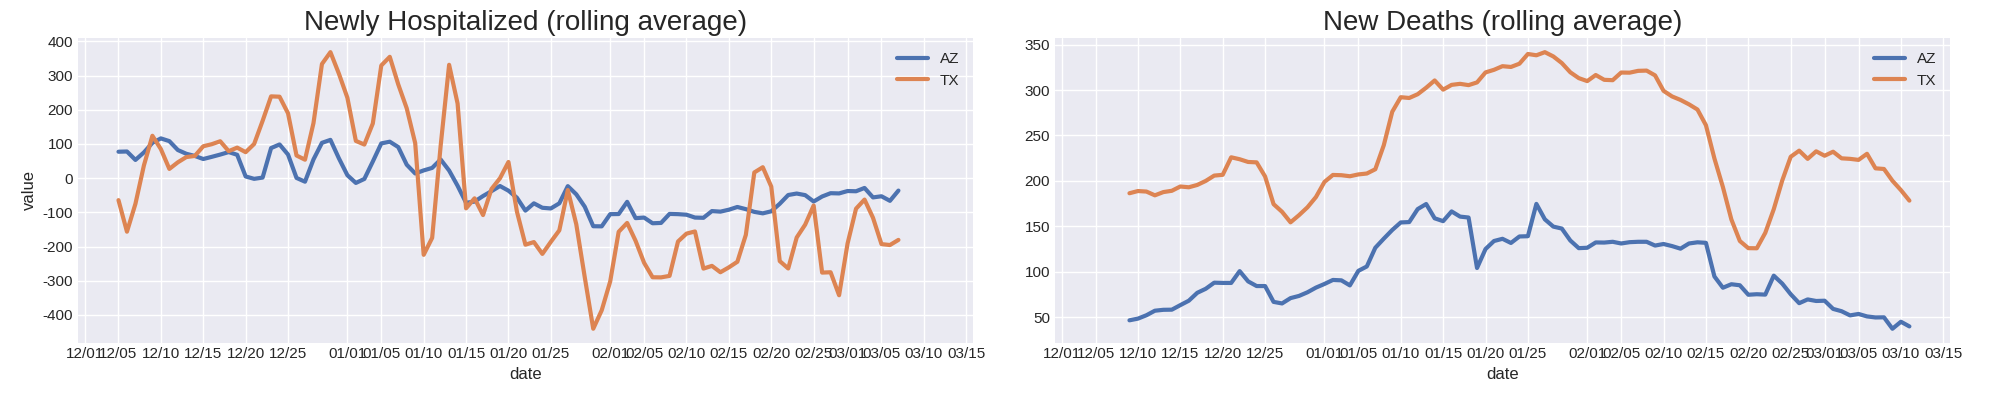 Newly Hospitalized (rolling average)
400
300
200
100
0
-100
-200
-300
-400
value
AZ
TX
12/01 12/05 12/10 12/15 12/20 12/25 01/01 01/05 01/10 01/15 01/20 01/25 02/01 02/05 02/10 02/15 02/20 02/25 03/01 03/05 03/10 03/15
date
New Deaths (rolling average)
350
300
250
200
150
100
50
AZ
TX
12/01 12/05 12/10 12/15 12/20 12/25 01/01 01/05 01/10 01/15 01/20 01/25 02/01 02/05 02/10 02/15 02/20 02/25 03/01 03/05 03/10 03/15
date